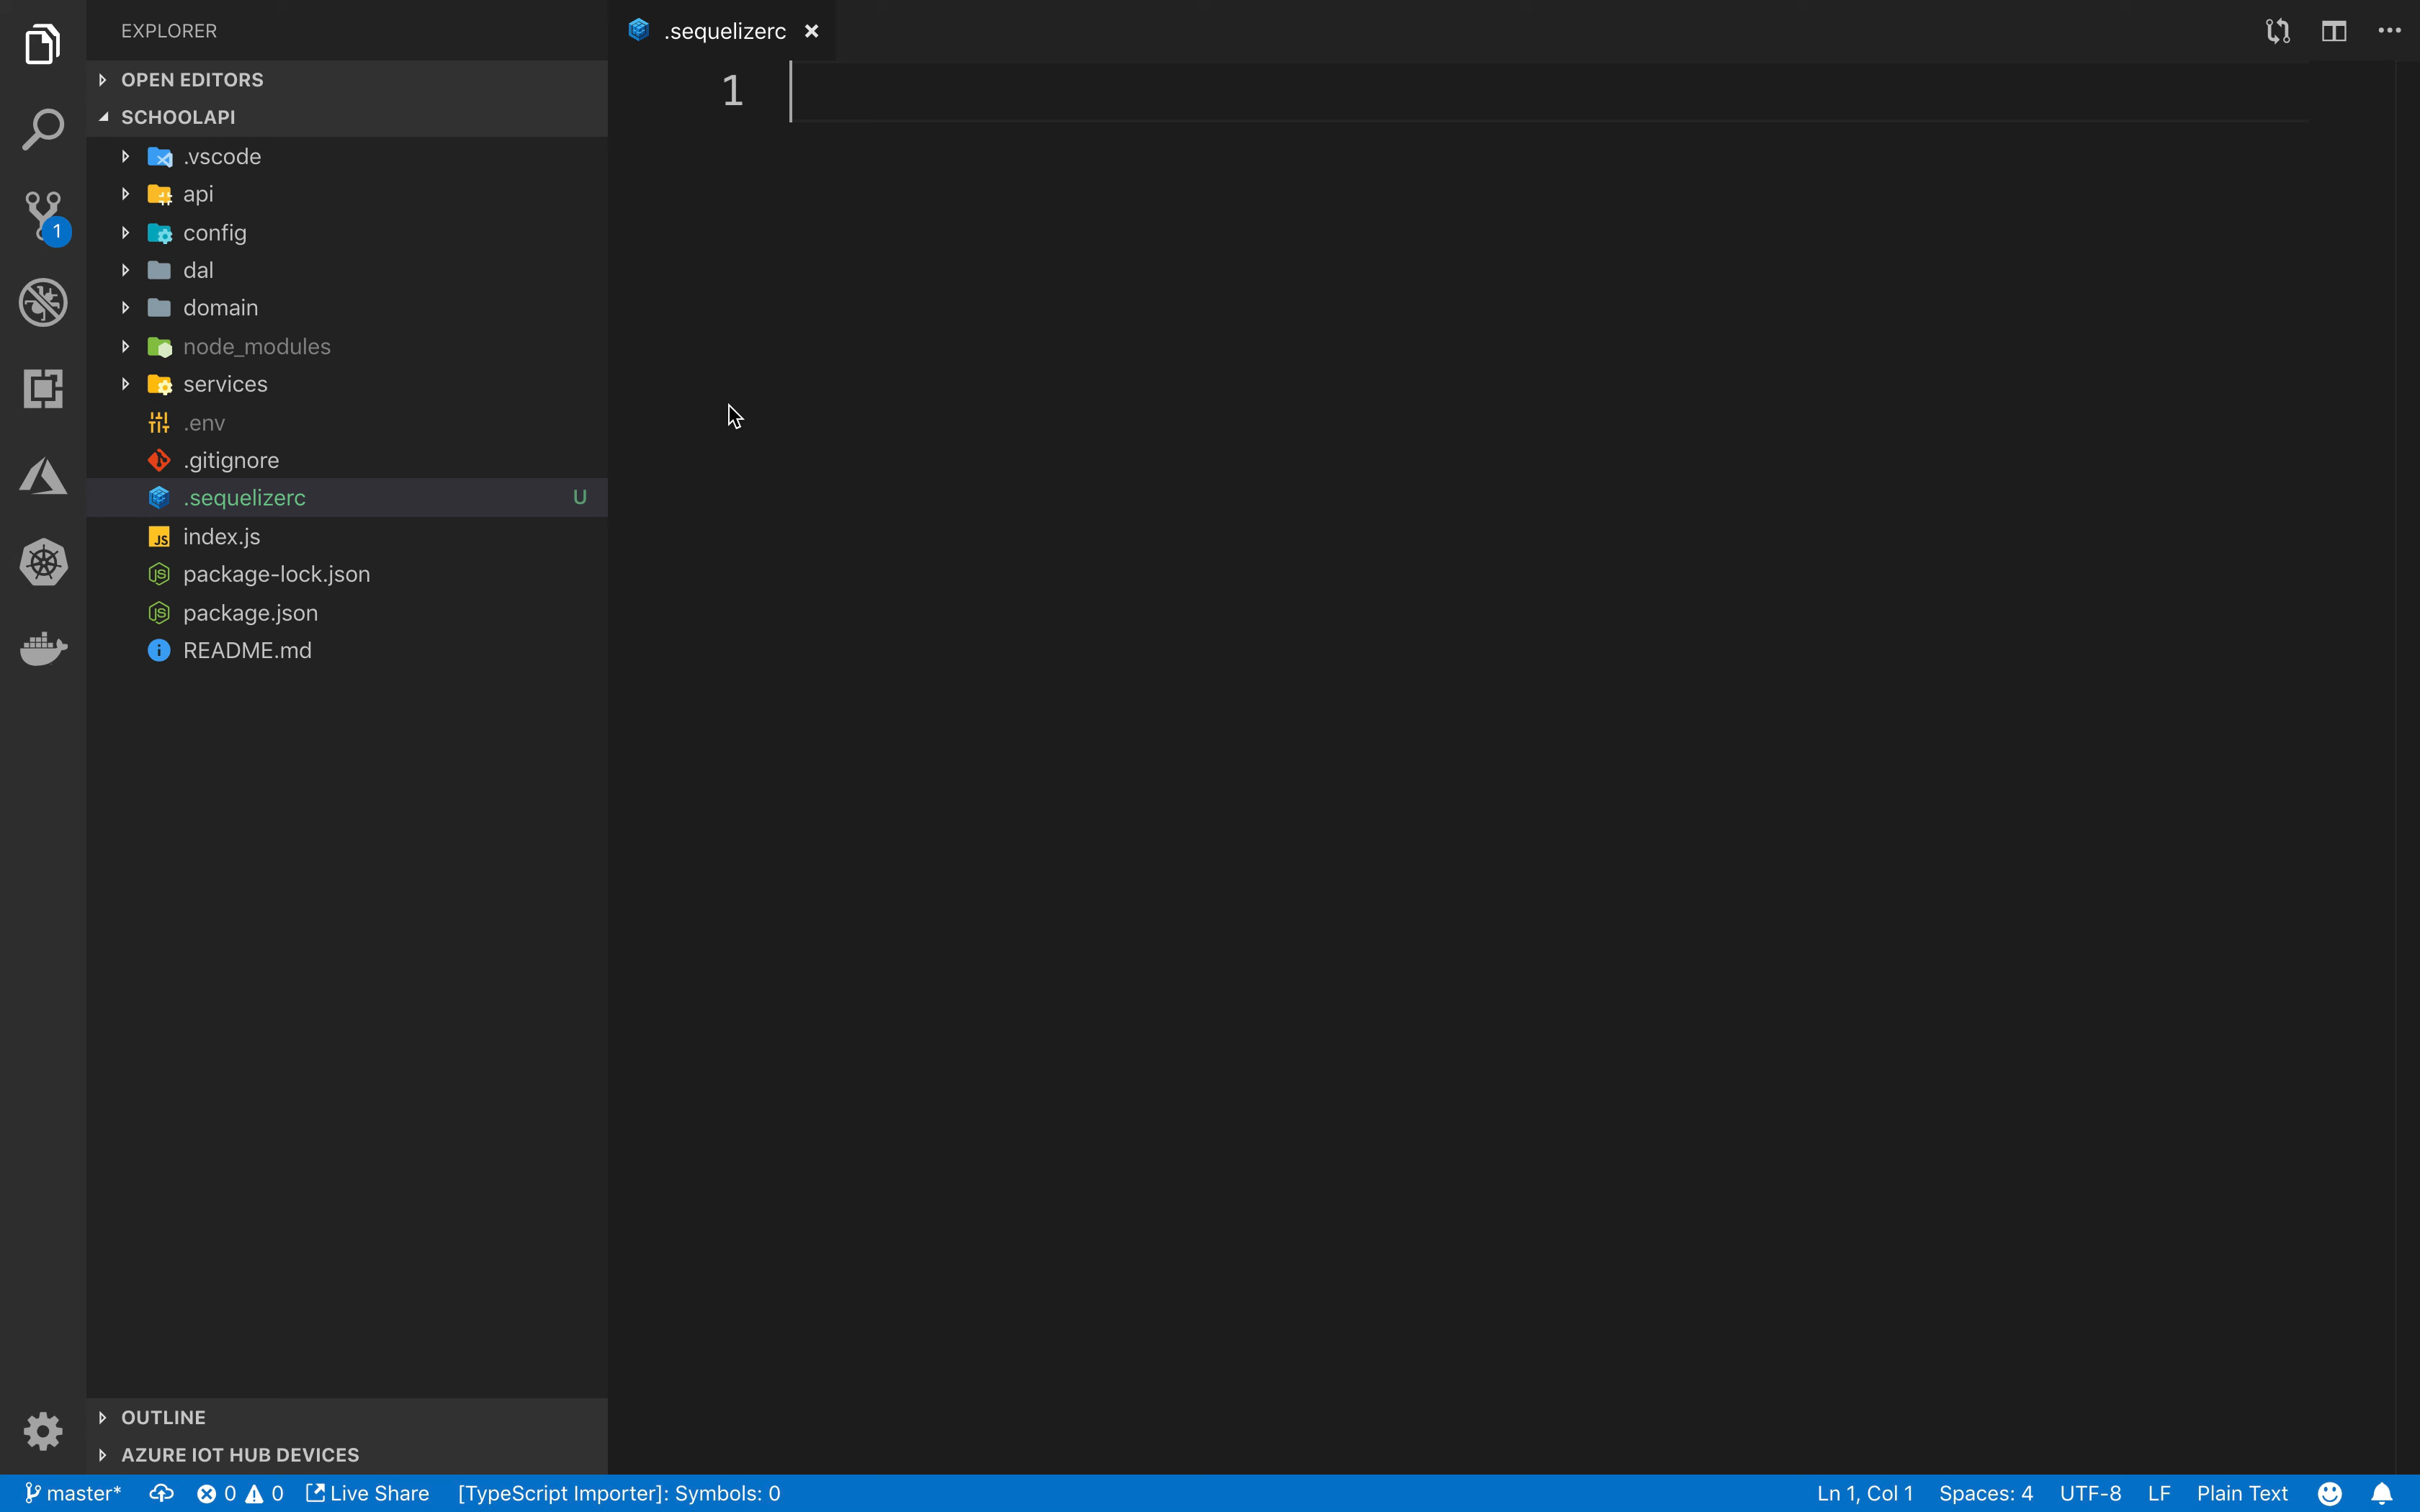 EXPLORER
OPEN EDITORS
SCHOOLAPI
.vscode
api
config
dal
domain
node_modules
services
.env
.gitignore
.sequelizerc U
JS index.js
package-lock.json
package.json
README.md
OUTLINE
AZURE IOT HUB DEVICES
1
.sequelizerc
1
master* 0 0 Live Share [TypeScript Importer]: Symbols: 0 Ln 1, Col 1 Spaces: 4 UTF-8 LF Plain Text